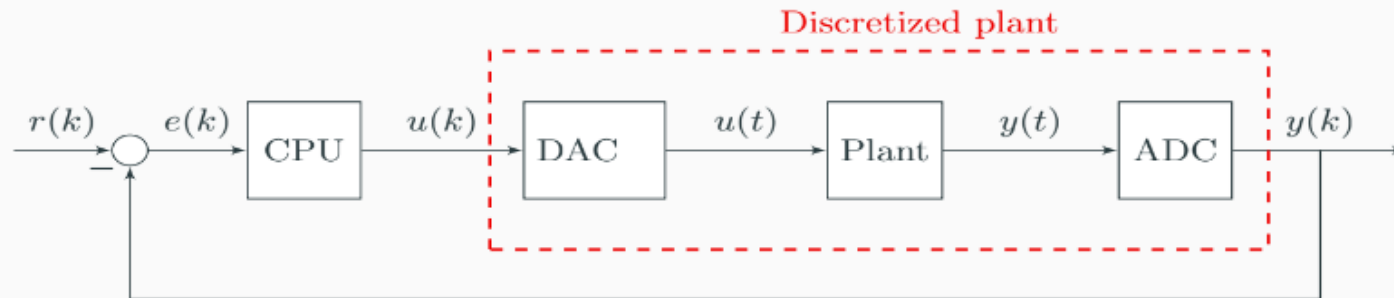 Discretized plant
r(k) e(k) u(k) u(t) y(t) y(k)
CPU DAC Plant ADC
−